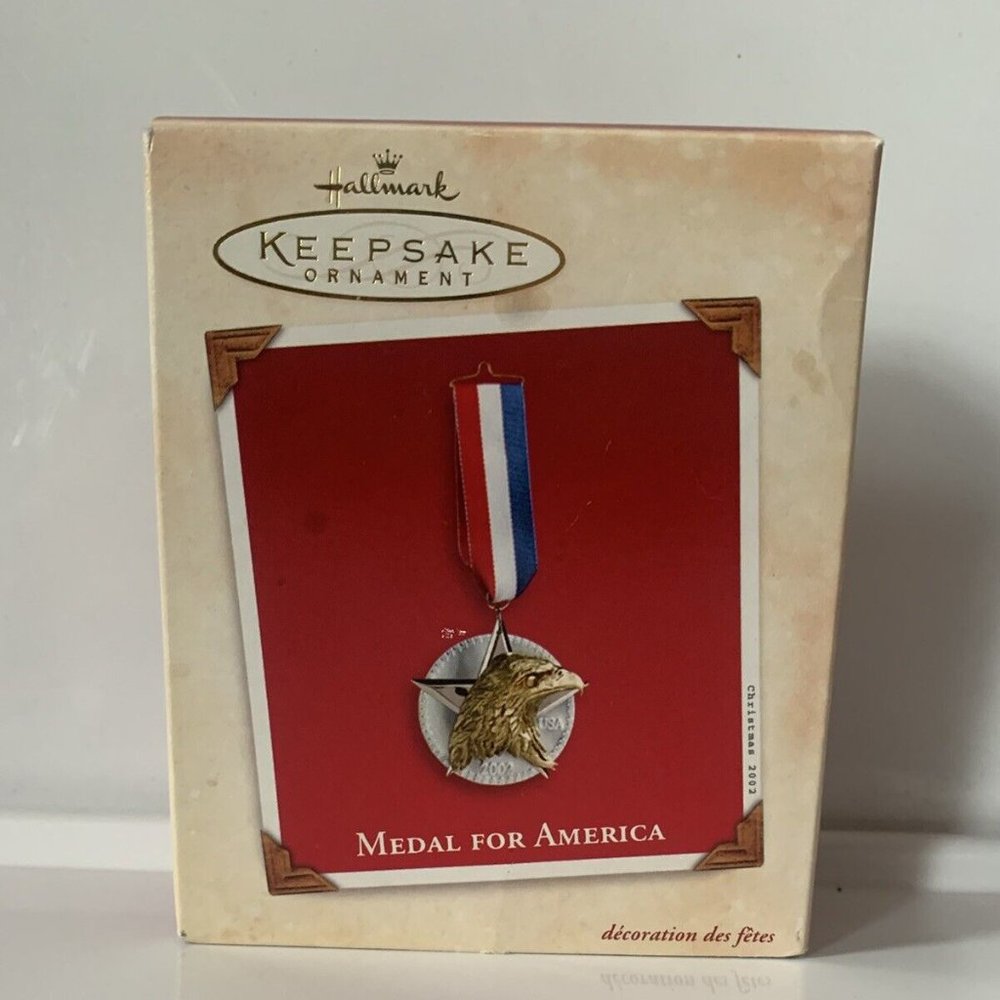 Hallmark
KEEPSAKE
ORNAMENT
USA
2002
Christmas 2002
MEDAL FOR AMERICA
décoration des fêtes